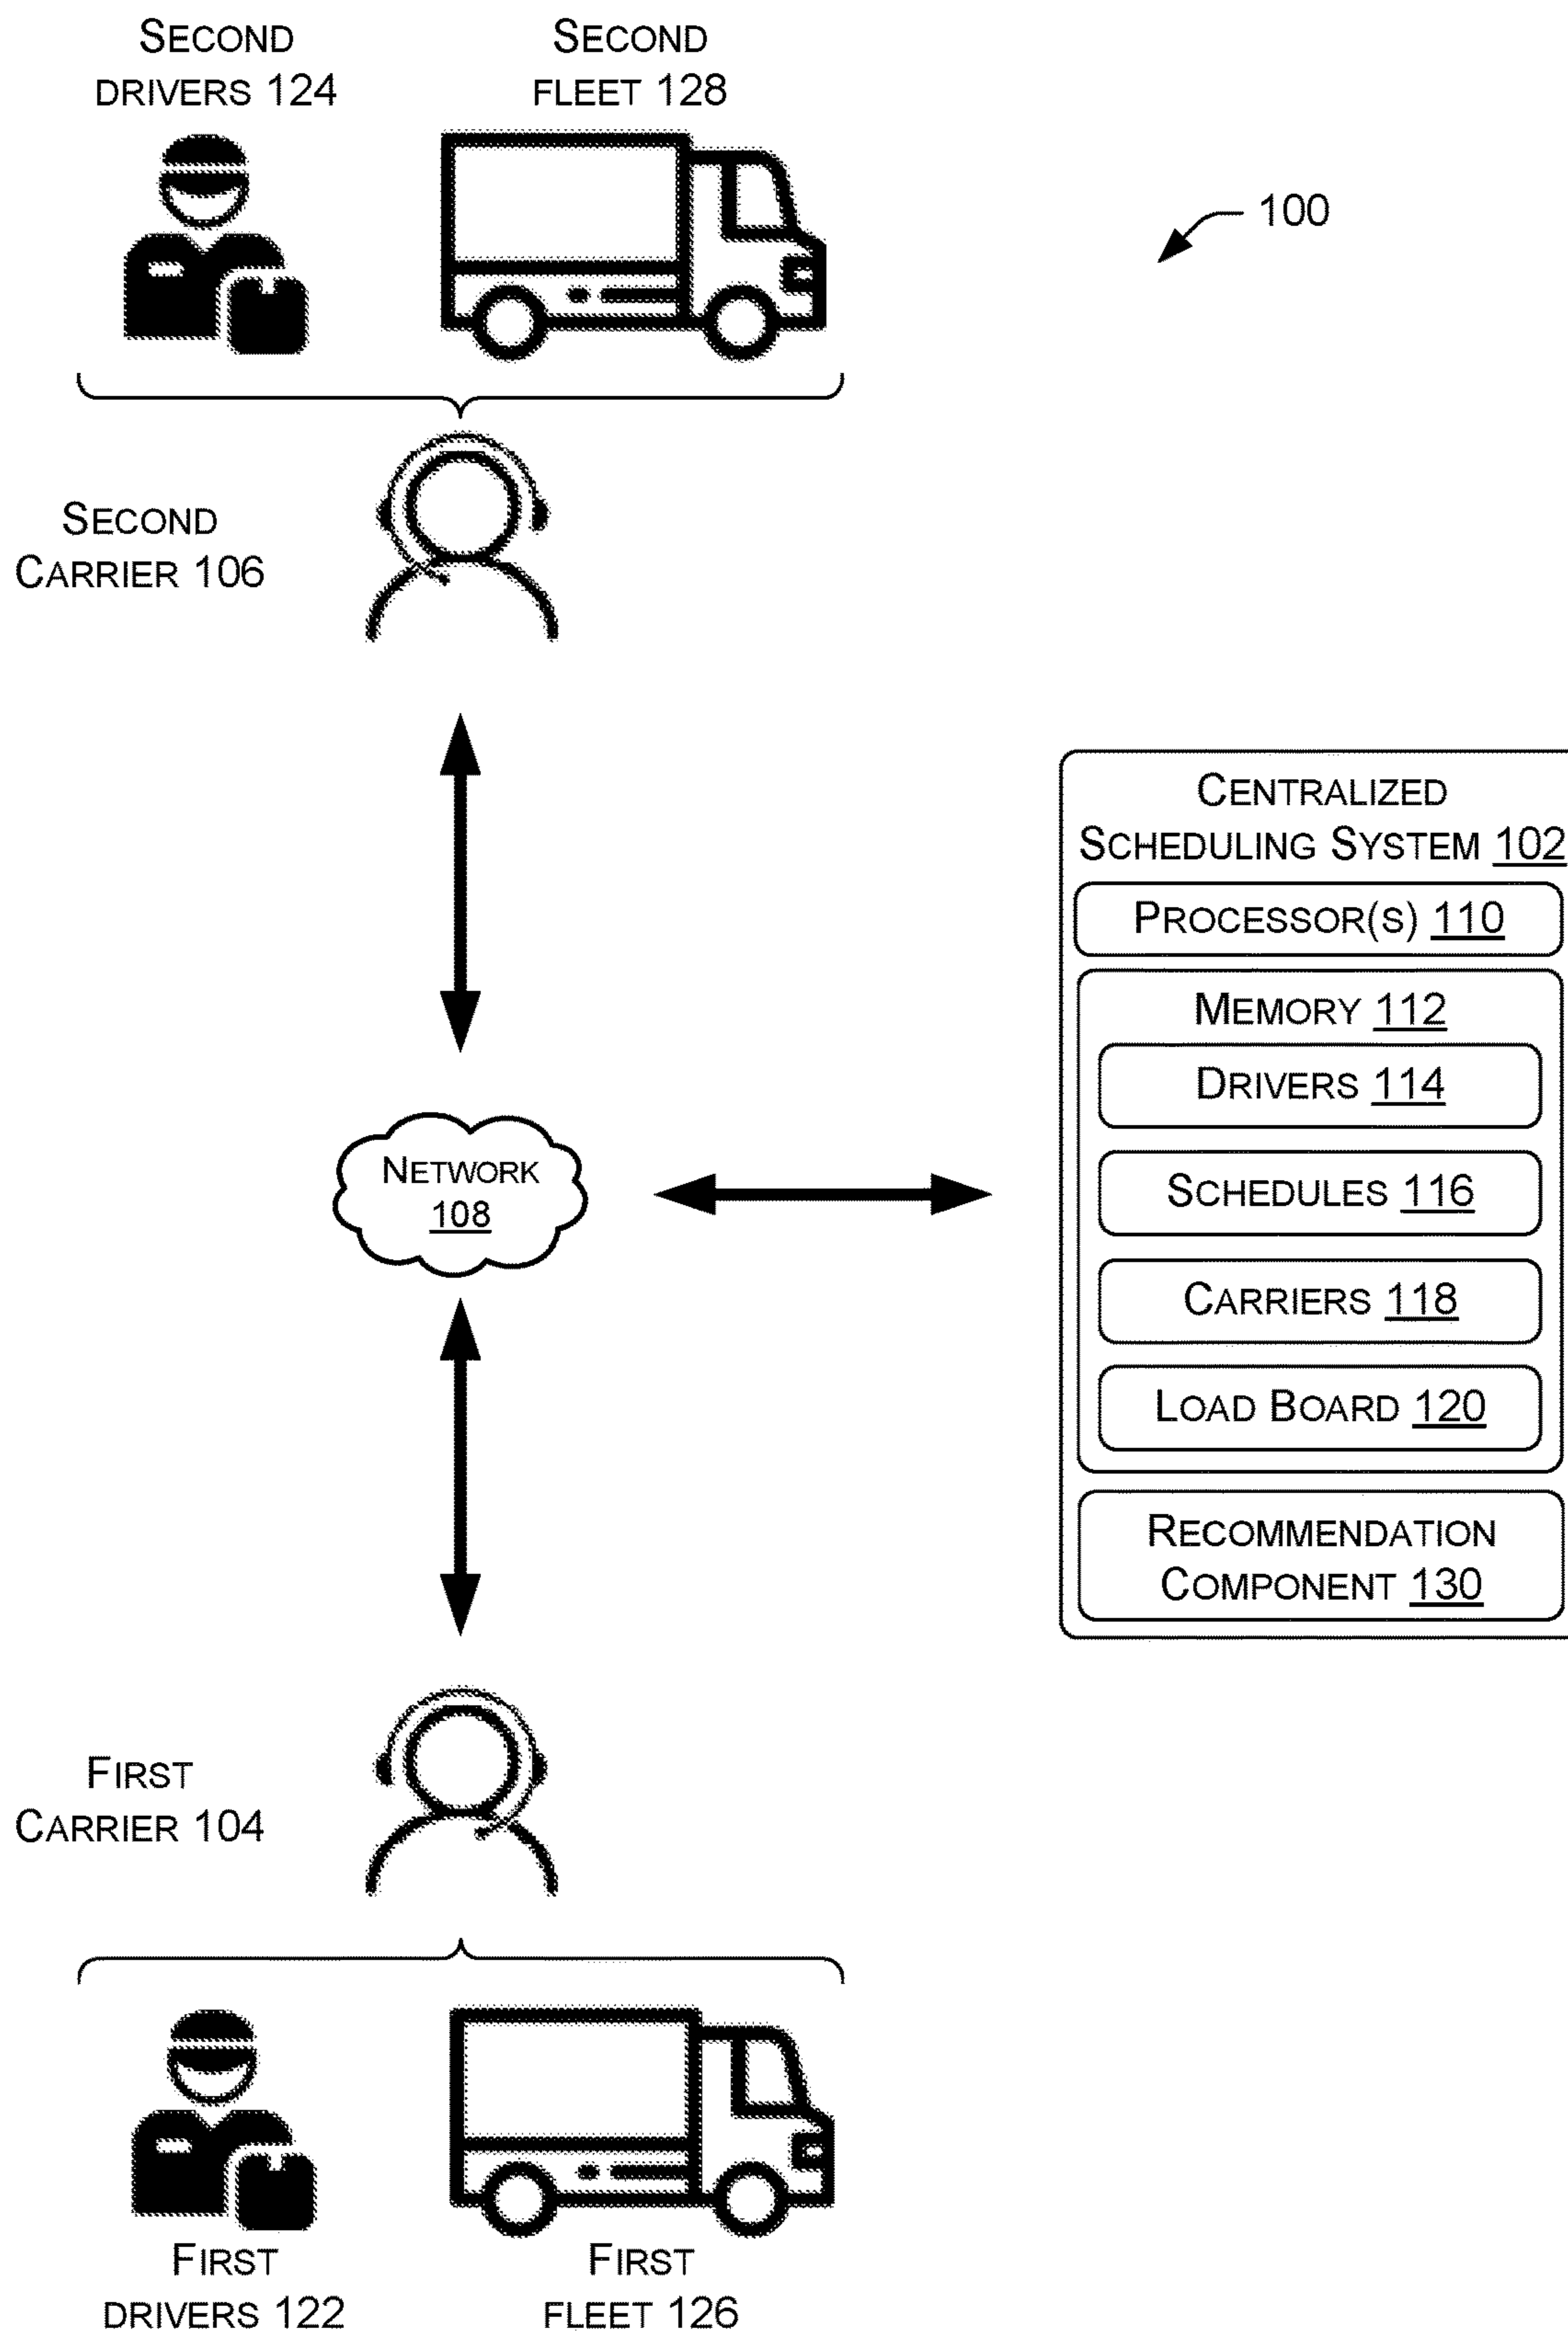 SECOND
DRIVERS 124
SECOND
FLEET 128
100
SECOND
CARRIER 106
CENTRALIZED
SCHEDULING SYSTEM 102
PROCESSOR(S) 110
MEMORY 112
DRIVERS 114
SCHEDULES 116
CARRIERS 118
LOAD BOARD 120
RECOMMENDATION
COMPONENT 130
NETWORK
108
FIRST
CARRIER 104
FIRST
DRIVERS 122
FIRST
FLEET 126